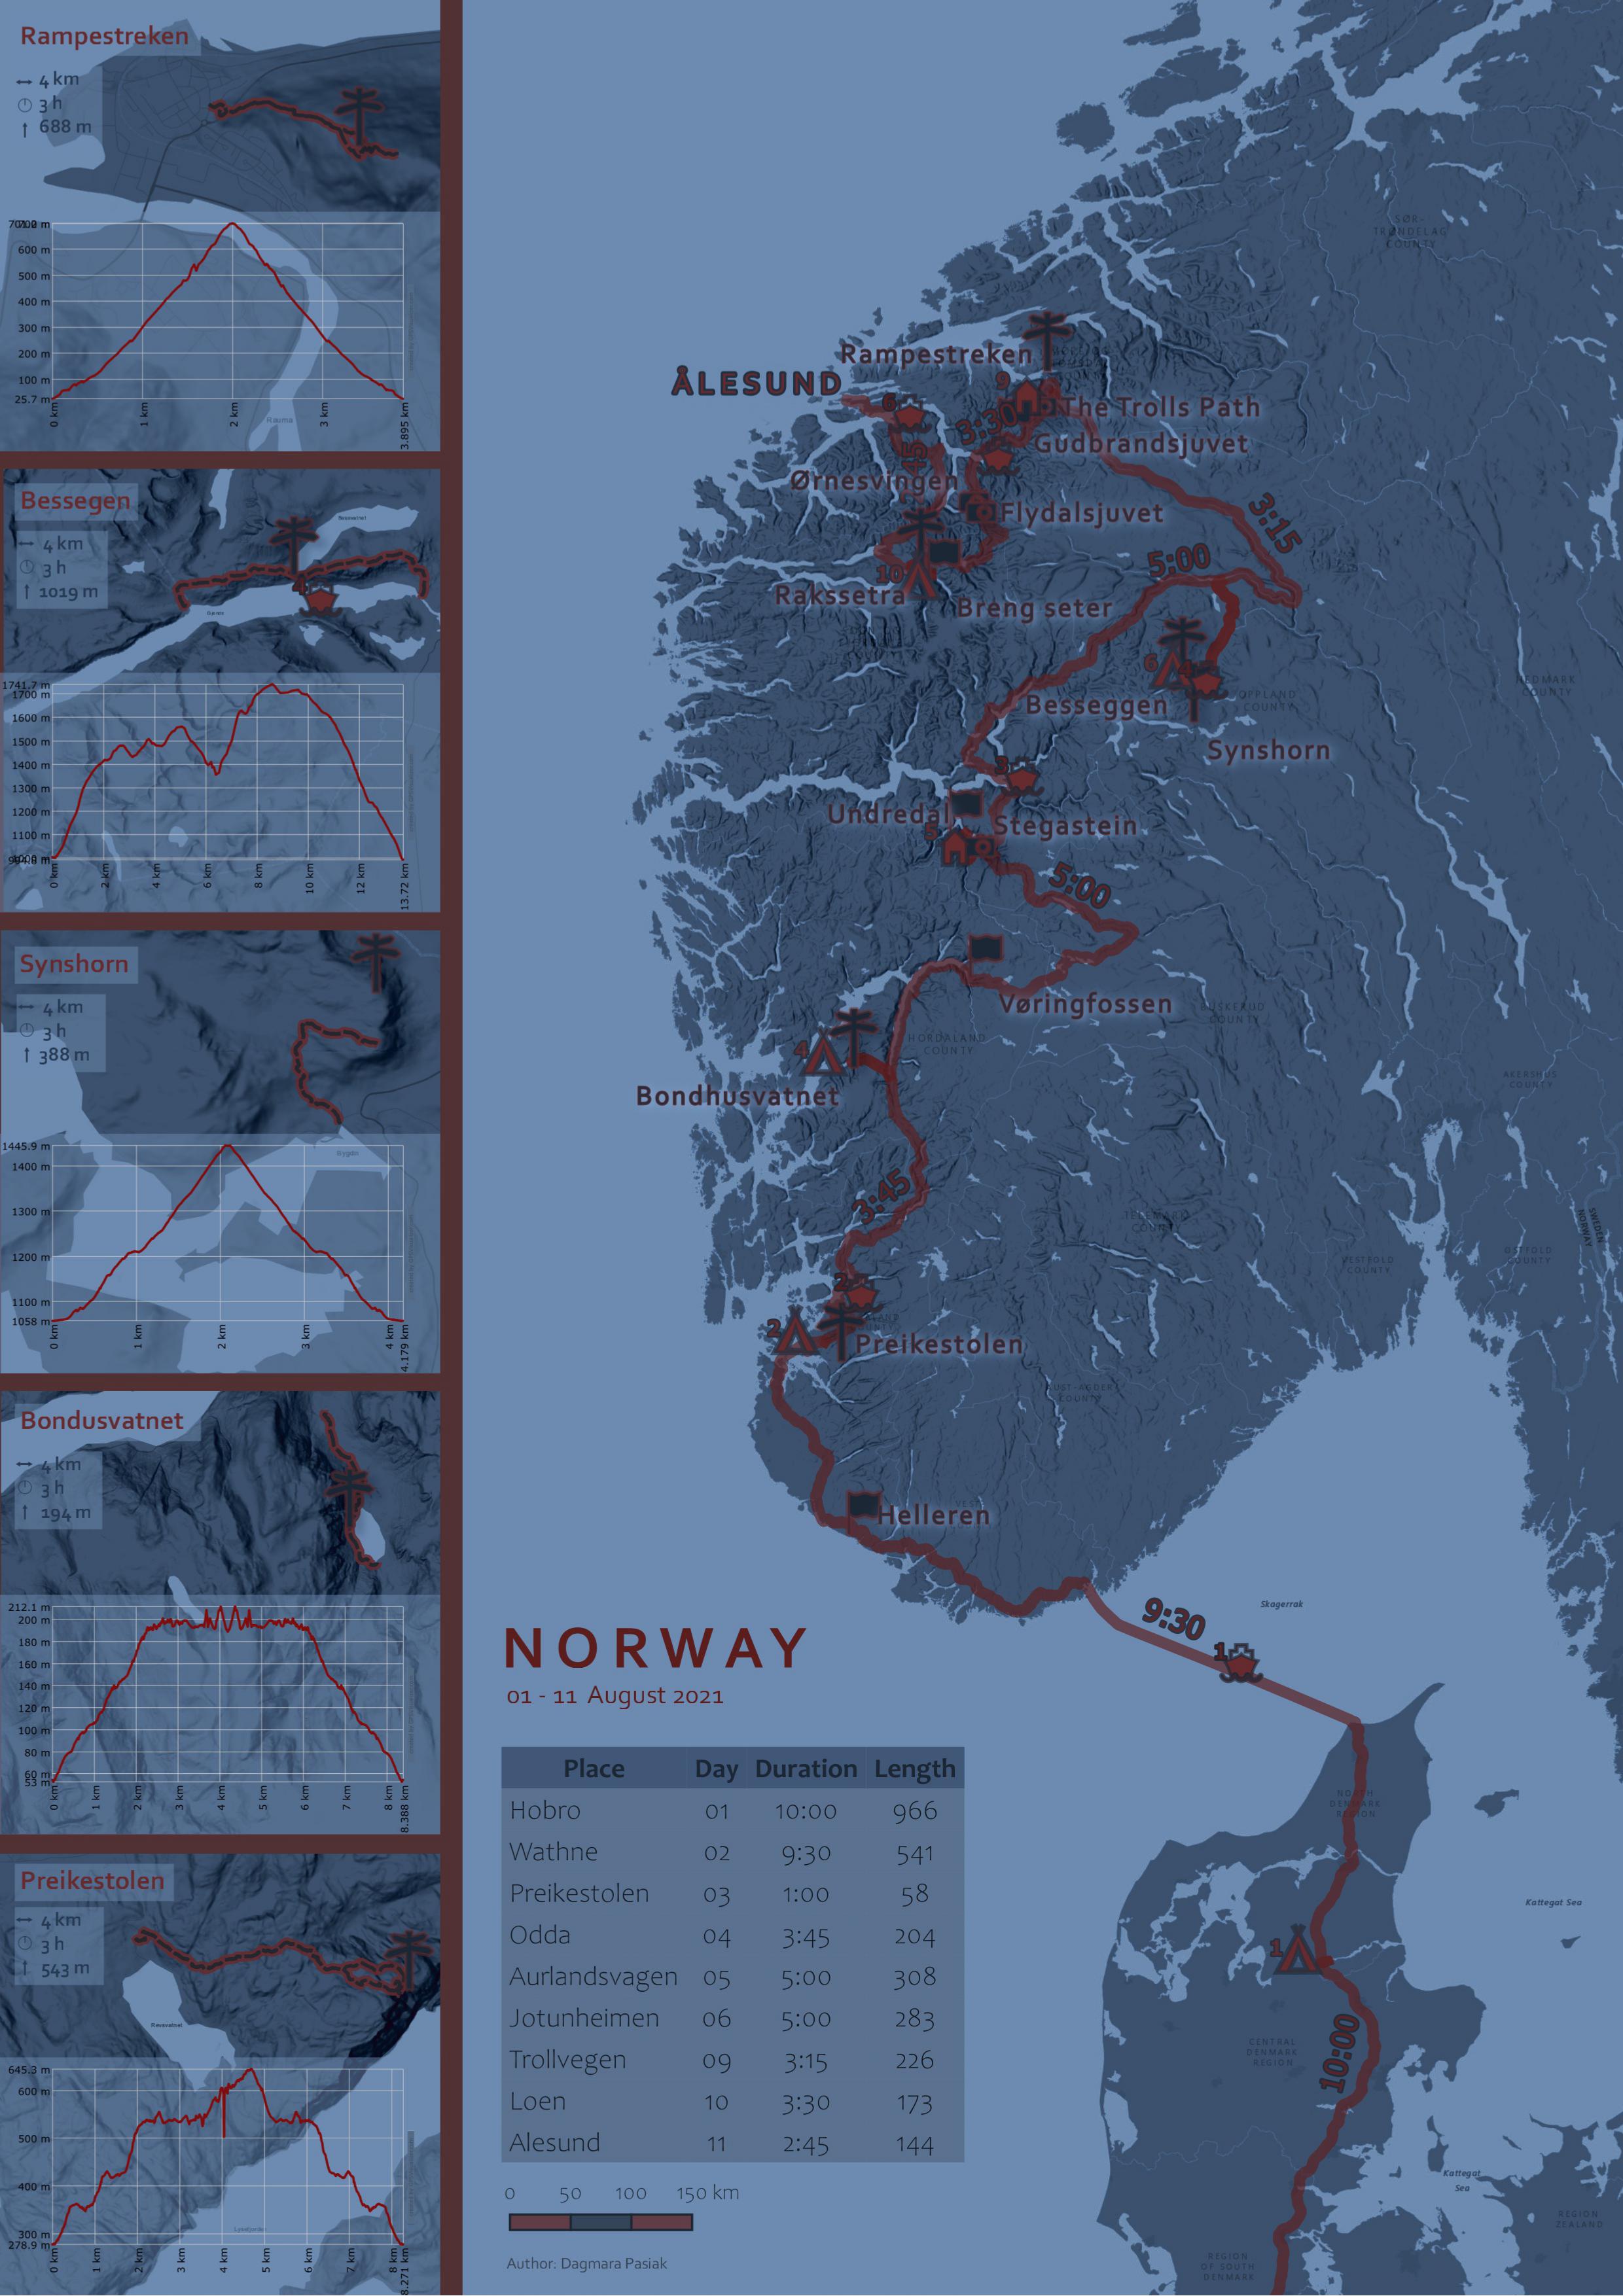 Rampestreken
4 km
3 h
688 m
600 m
500 m
400 m
300 m
200 m
100 m
25.7 m
0 km
1 km
2 km
3 km
3.895 km
Rauma
Bessegen
4 km
3 h
1019 m
4
1741.7 m
1700 m
1600 m
1500 m
1400 m
1300 m
1200 m
1100 m
0 km
2 km
4 km
6 km
8 km
10 km
12 km
13.72 km
Synshorn
4 km
3 h
388 m
1445.9 m
1400 m
1300 m
1200 m
1100 m
1058 m
0 km
1 km
2 km
3 km
4 km
4.179 km
Bygdin
Bondusvatnet
4 km
3 h
194 m
212.1 m
200 m
180 m
160 m
140 m
120 m
100 m
80 m
60 m
53 m
0 km
1 km
2 km
3 km
4 km
5 km
6 km
7 km
8 km
8.388 km
Preikestolen
4 km
3 h
543 m
645.3 m
600 m
500 m
400 m
300 m
278.9 m
0 km
1 km
2 km
3 km
4 km
5 km
6 km
7 km
8 km
8.271 km
SØR-
TRØNDELAG
COUNTY
Rampestreken
ÅLESUND
6
9
3:30
The Trolls Path
Gudbrandsjuvet
Ørnesvingen
Flydalsjuvet
3:15
5:00
10
Rakssetra
Breng seter
6
4
Besseggen
OPPLAND
COUNTY
HEDMARK
COUNTY
Synshorn
3
Undredal
Stegastein
5
5:00
Vøringfossen
BUSKERUD
COUNTY
HORDALAND
COUNTY
4
Bondhusvatnet
AKERSHUS
COUNTY
3:45
TELEMARK
COUNTY
VESTFOLD
COUNTY
ØSTFOLD
COUNTY
SWEDEN
NORWAY
2
2
Preikestolen
AUST-AGDER
COUNTY
Helleren
9:30
Skagerrak
1
NORWAY
01 - 11 August 2021
Place Day Duration Length
Hobro 01 10:00 966
Wathne 02 9:30 541
Preikestolen 03 1:00 58
Odda 04 3:45 204
Aurlandsvagen 05 5:00 308
Jotunheimen 06 5:00 283
Trollvegen 09 3:15 226
Loen 10 3:30 173
Alesund 11 2:45 144
0 50 100 150 km
Author: Dagmara Pasiak
NORTH
DENMARK
REGION
Kattegat Sea
1
CENTRAL
DENMARK
REGION
10:00
Kattegat
Sea
REGION
ZEALAND
REGION
OF SOUTH
DENMARK